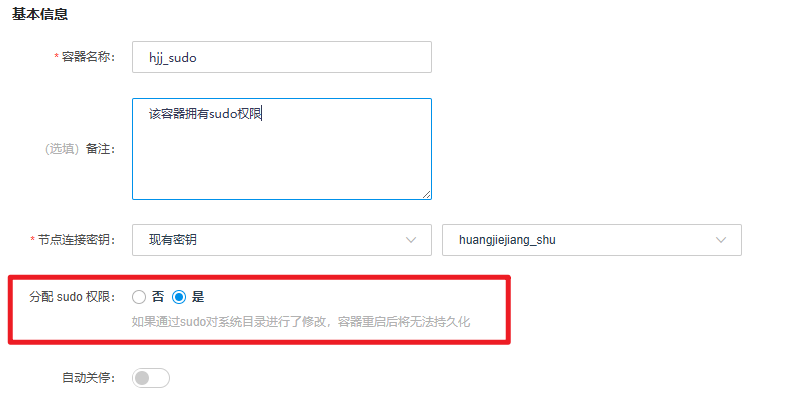 基本信息
* 容器名称： hjj_sudo
（选填）备注： 该容器拥有sudo权限
* 节点连接密钥： 现有密钥 huangjiejiang_shu
分配 sudo 权限： 否 是
如果通过sudo对系统目录进行了修改，容器重启后将无法持久化
自动关停：